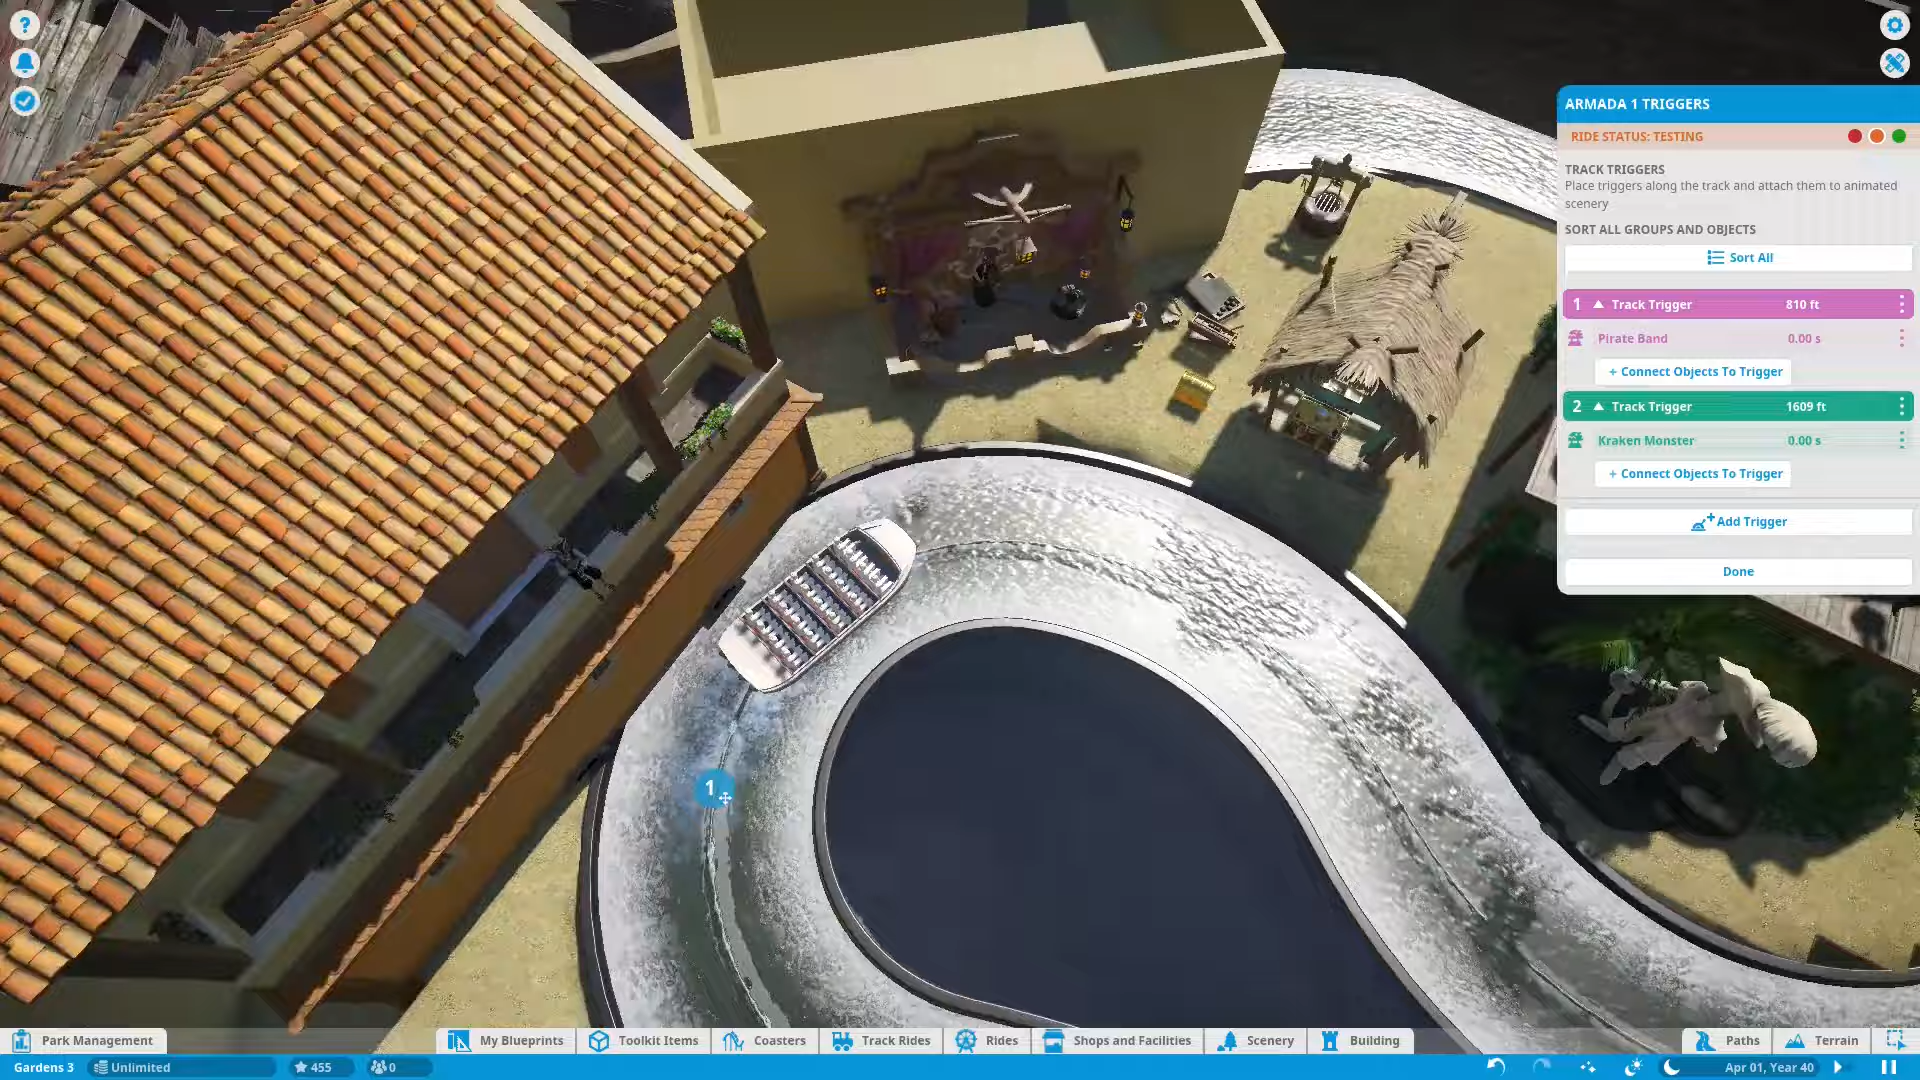 ?
ARMADA 1 TRIGGERS
RIDE STATUS: TESTING
TRACK TRIGGERS
Place triggers along the track and attach them to animated
scenery
SORT ALL GROUPS AND OBJECTS
Sort All
1 Track Trigger 810 ft
Pirate Band 0.00 s
+ Connect Objects To Trigger
2 Track Trigger 1609 ft
Kraken Monster 0.00 s
+ Connect Objects To Trigger
Add Trigger
Done
1
Park Management My Blueprints Toolkit Items Coasters Track Rides Rides Shops and Facilities Scenery Building Paths Terrain
Gardens 3 Unlimited 455 0 Apr 01, Year 40